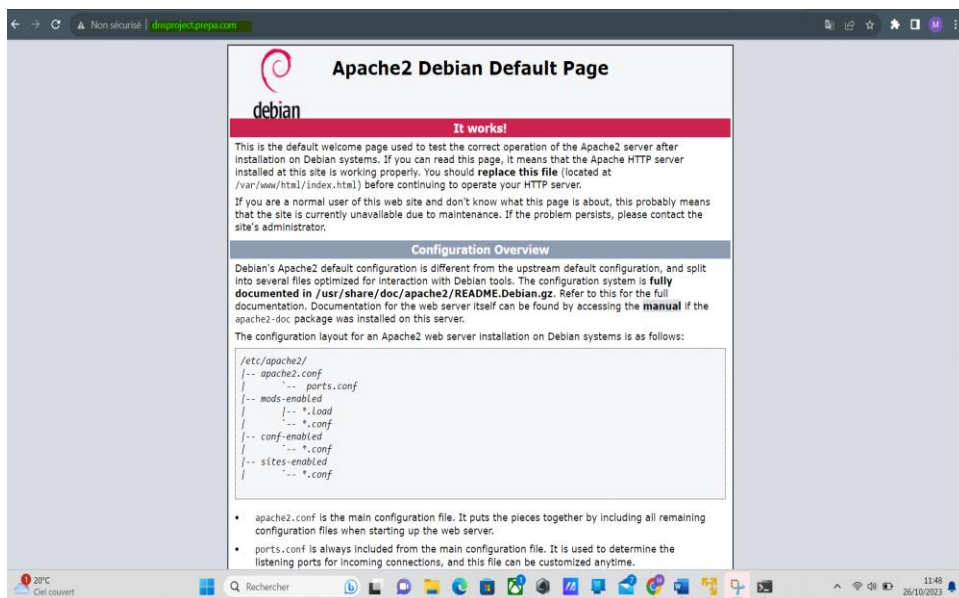 Non sécurisé | dnsproject.prepa.com
M
debian
Apache2 Debian Default Page
It works!
This is the default welcome page used to test the correct operation of the Apache2 server after
installation on Debian systems. If you can read this page, it means that the Apache HTTP server
installed at this site is working properly. You should replace this file (located at
/var/www/html/index.html) before continuing to operate your HTTP server.
If you are a normal user of this web site and don't know what this page is about, this probably means
that the site is currently unavailable due to maintenance. If the problem persists, please contact the
site's administrator.
Configuration Overview
Debian's Apache2 default configuration is different from the upstream default configuration, and split
into several files optimized for interaction with Debian tools. The configuration system is fully
documented in /usr/share/doc/apache2/README.Debian.gz. Refer to this for the full
documentation. Documentation for the web server itself can be found by accessing the manual if the
apache2-doc package was installed on this server.
The configuration layout for an Apache2 web server installation on Debian systems is as follows:
/etc/apache2/
|-- apache2.conf
|       `--  ports.conf
|-- mods-enabled
|       |-- *.load
|       `-- *.conf
|-- conf-enabled
|       `-- *.conf
|-- sites-enabled
|       `-- *.conf
• apache2.conf is the main configuration file. It puts the pieces together by including all remaining
configuration files when starting up the web server.
• ports.conf is always included from the main configuration file. It is used to determine the
listening ports for incoming connections, and this file can be customized anytime.
1
20°C
Ciel couvert
Rechercher
11:48
26/10/2023